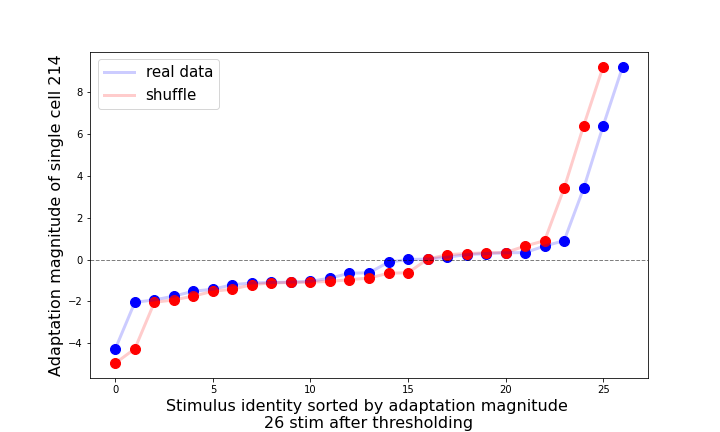 real data
shuffle
Adaptation magnitude of single cell 214
8
6
4
2
0
−2
−4
0 5 10 15 20 25
Stimulus identity sorted by adaptation magnitude
26 stim after thresholding